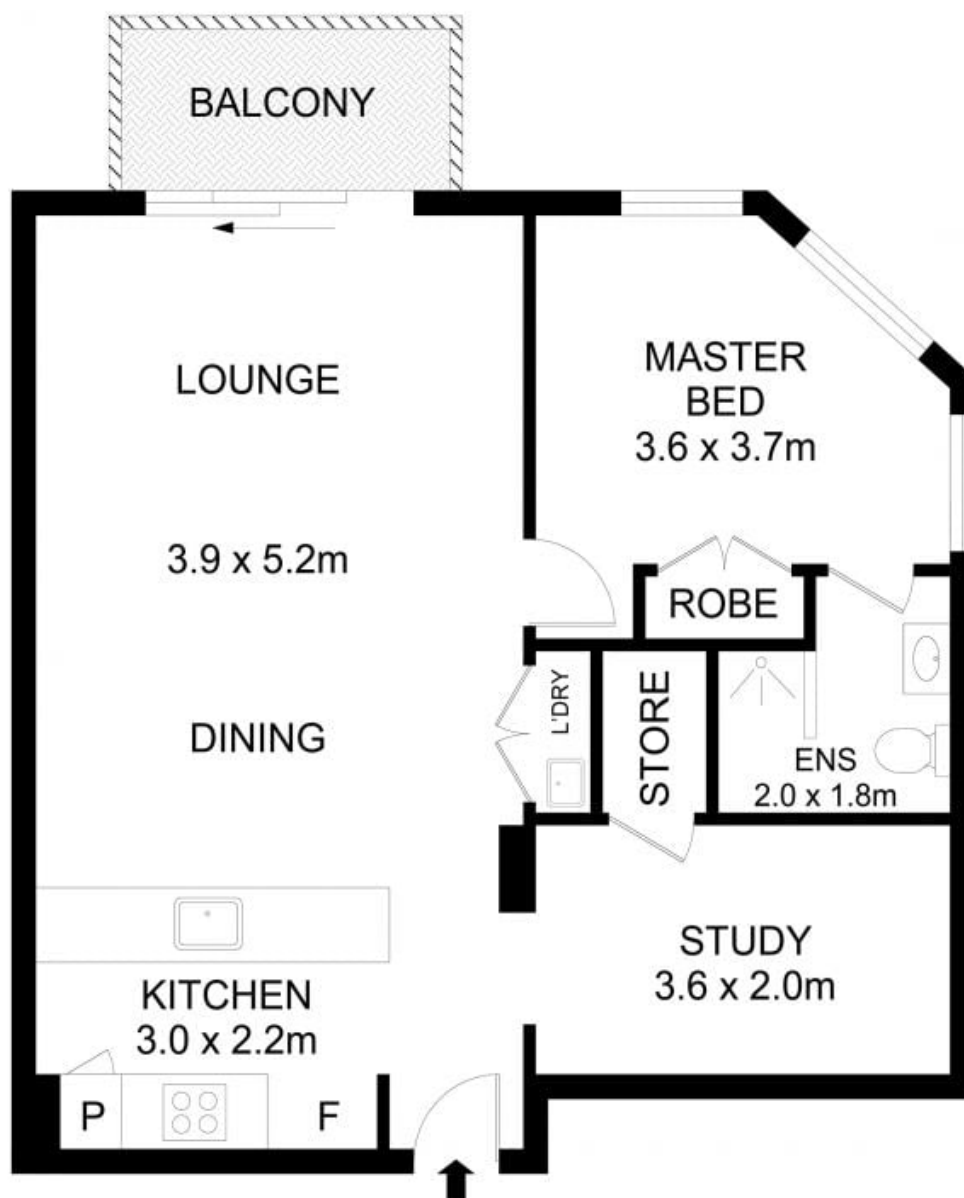 BALCONY
LOUNGE
MASTER
BED
3.6 x 3.7m
3.9 x 5.2m
ROBE
L'DRY
STORE
DINING
ENS
2.0 x 1.8m
STUDY
3.6 x 2.0m
KITCHEN
3.0 x 2.2m
P
F